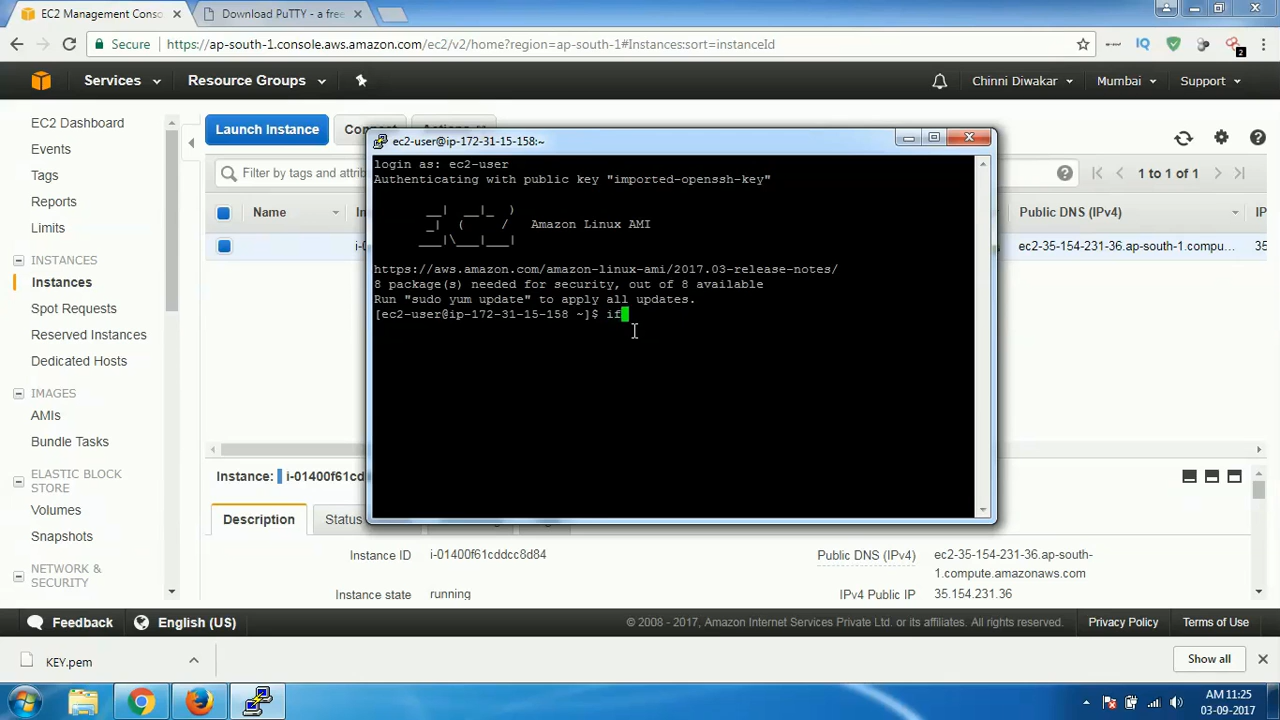 EC2 Management Conso
Download PuTTY - a free
Secure https://ap-south-1.console.aws.amazon.com/ec2/v2/home?region=ap-south-1#Instances:sort=instanceId
2
Services
Resource Groups
Chinni Diwakar
Mumbai
Support
EC2 Dashboard
Events
Tags
Reports
Limits
INSTANCES
Instances
Spot Requests
Reserved Instances
Dedicated Hosts
IMAGES
AMIs
Bundle Tasks
ELASTIC BLOCK
STORE
Volumes
Snapshots
NETWORK &
SECURITY
Launch Instance
Filter by tags and attrib
1 to 1 of 1
Name
Public DNS (IPv4)
i-0
ec2-35-154-231-36.ap-south-1.compu...
35
ec2-user@ip-172-31-15-158:~
login as: ec2-user
Authenticating with public key "imported-openssh-key"
__| __|_ )
_| ( / Amazon Linux AMI
___|\___|___|
https://aws.amazon.com/amazon-linux-ami/2017.03-release-notes/
8 package(s) needed for security, out of 8 available
Run "sudo yum update" to apply all updates.
[ec2-user@ip-172-31-15-158 ~]$ if
Instance: i-01400f61cdd
Description
Status
Instance ID i-01400f61cddcc8d84
Public DNS (IPv4) ec2-35-154-231-36.ap-south-
1.compute.amazonaws.com
Instance state running
IPv4 Public IP 35.154.231.36
Feedback
English (US)
© 2008 - 2017, Amazon Internet Services Private Ltd. or its affiliates. All rights reserved.
Privacy Policy
Terms of Use
KEY.pem
Show all
AM 11:25
03-09-2017